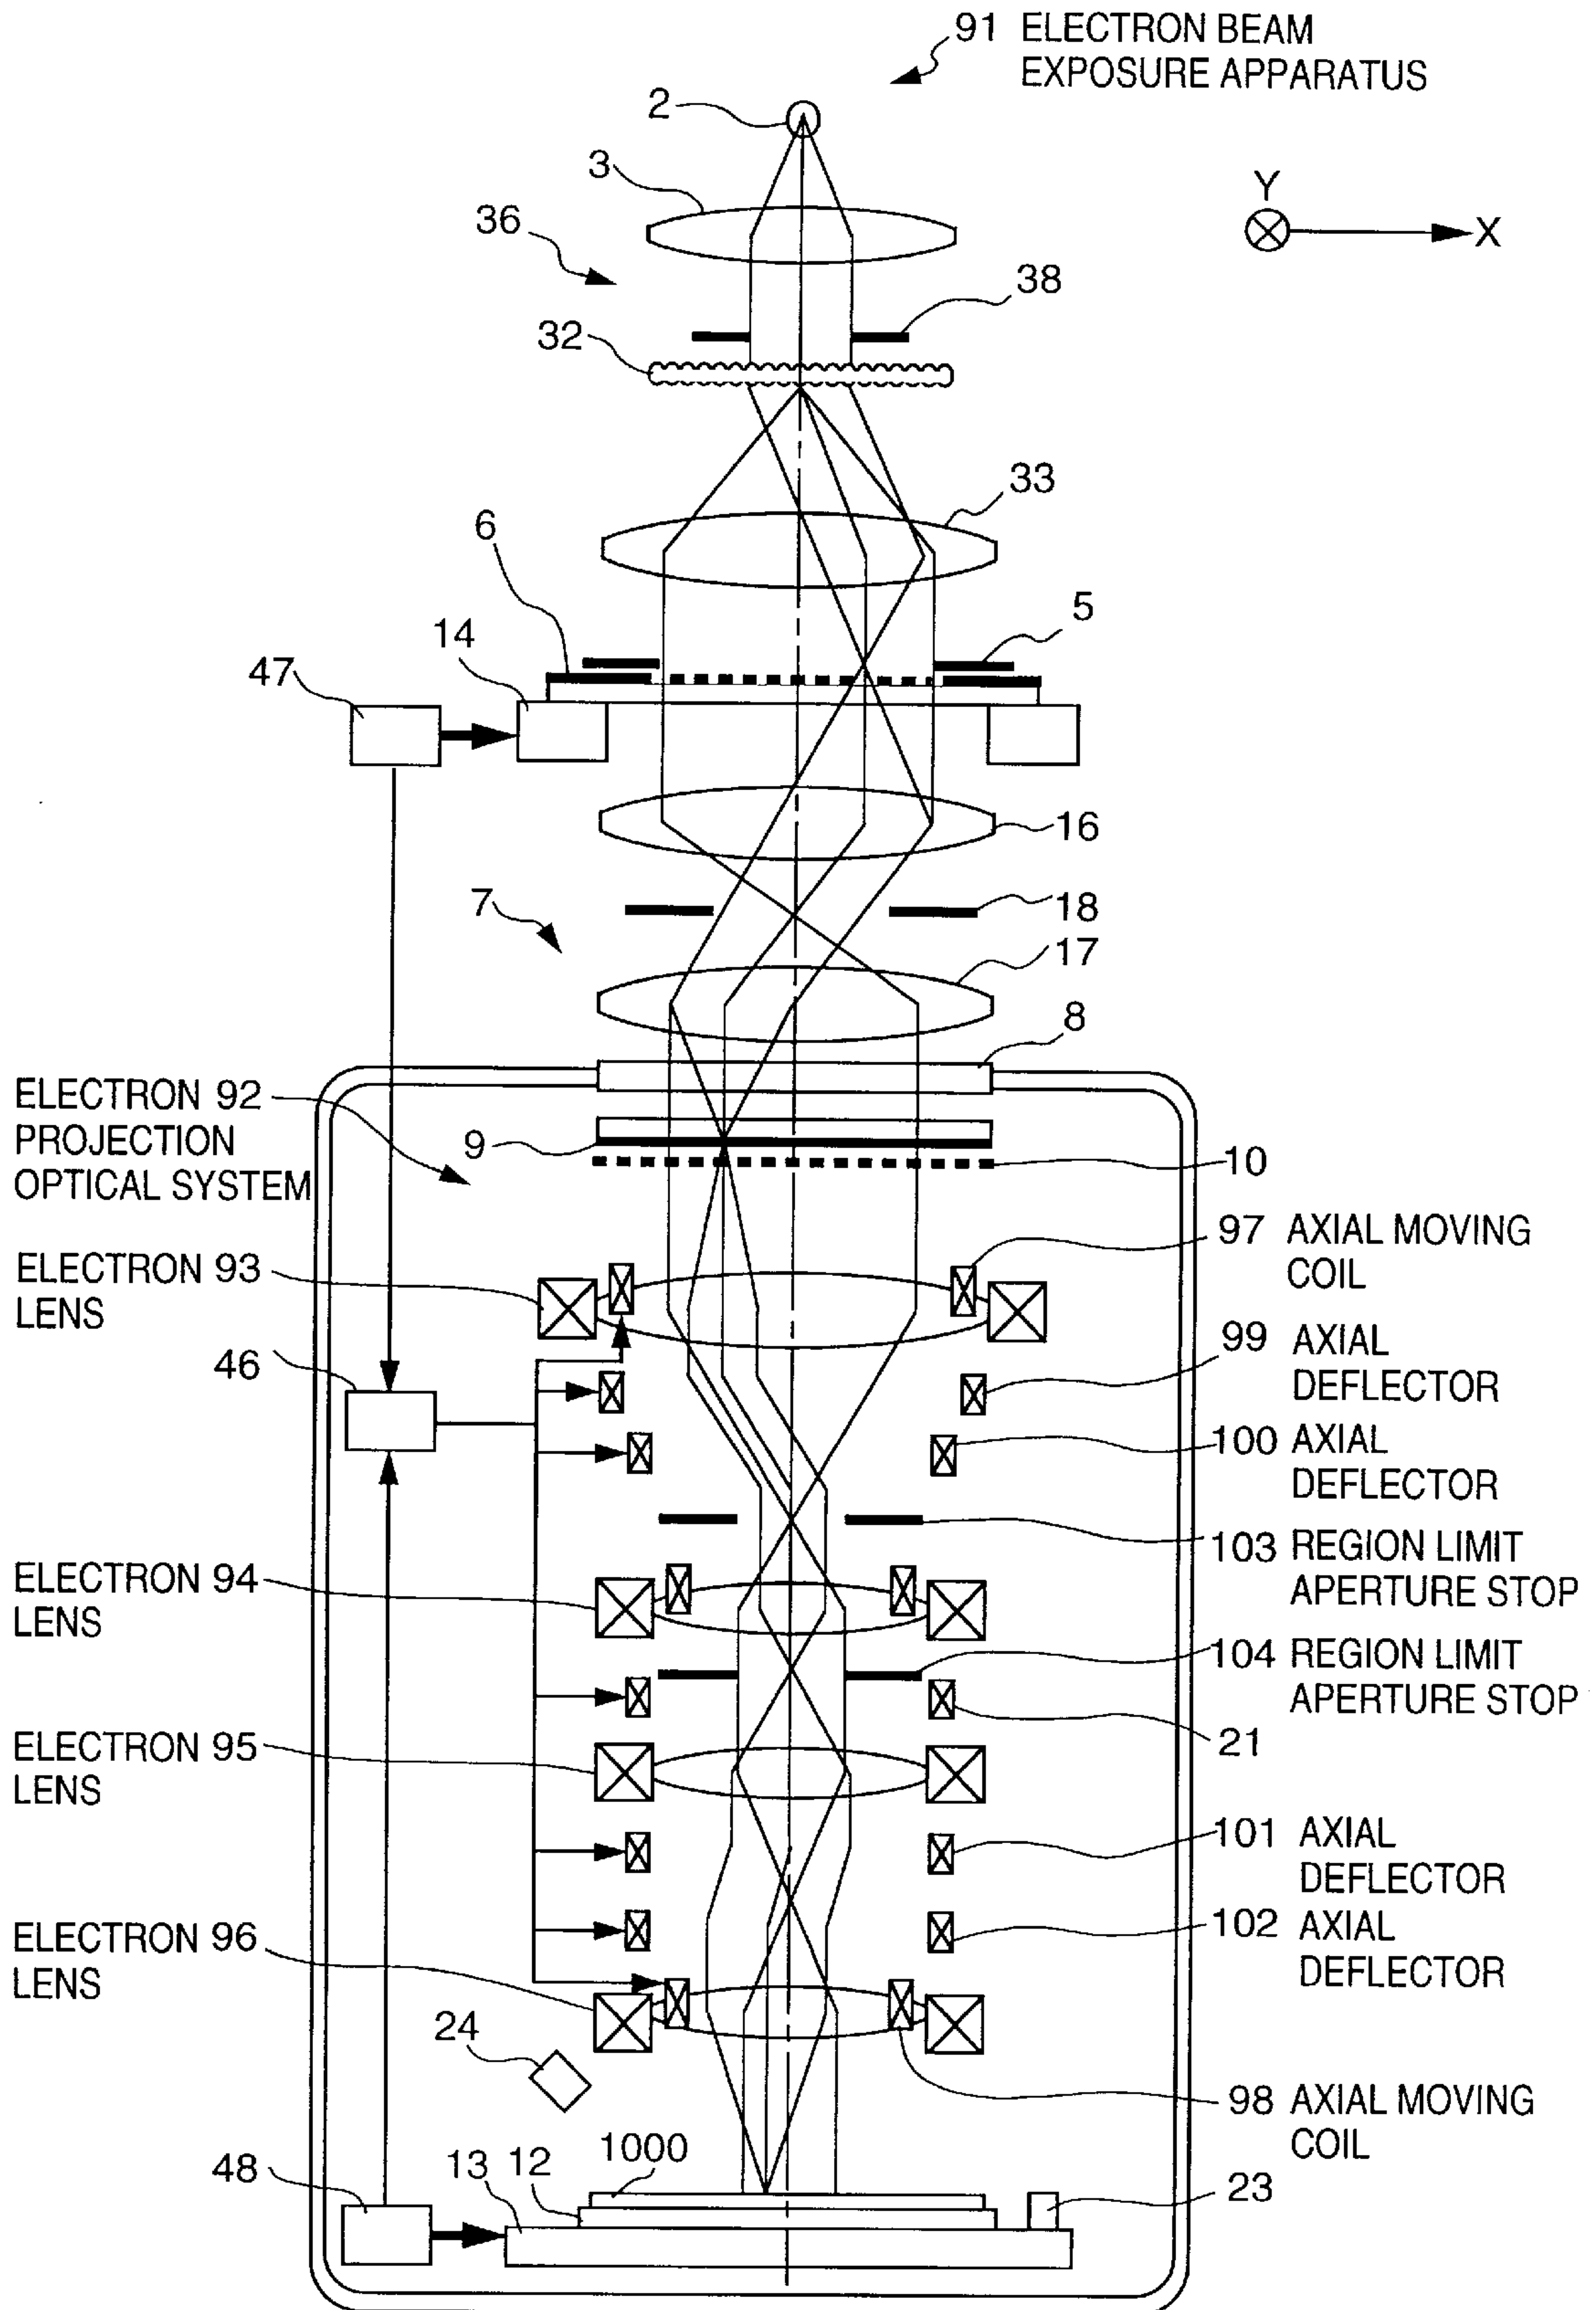 91 ELECTRON BEAM
EXPOSURE APPARATUS
2
3
Y
X
36
38
32
33
6
5
14
47
16
7
18
17
8
ELECTRON 92
PROJECTION
OPTICAL SYSTEM
9
10
97 AXIAL MOVING
COIL
ELECTRON 93
LENS
99 AXIAL
DEFLECTOR
46
100 AXIAL
DEFLECTOR
103 REGION LIMIT
APERTURE STOP
ELECTRON 94
LENS
104 REGION LIMIT
APERTURE STOP
21
ELECTRON 95
LENS
101 AXIAL
DEFLECTOR
102 AXIAL
DEFLECTOR
ELECTRON 96
LENS
24
98 AXIAL MOVING
COIL
1000
48
13
12
23